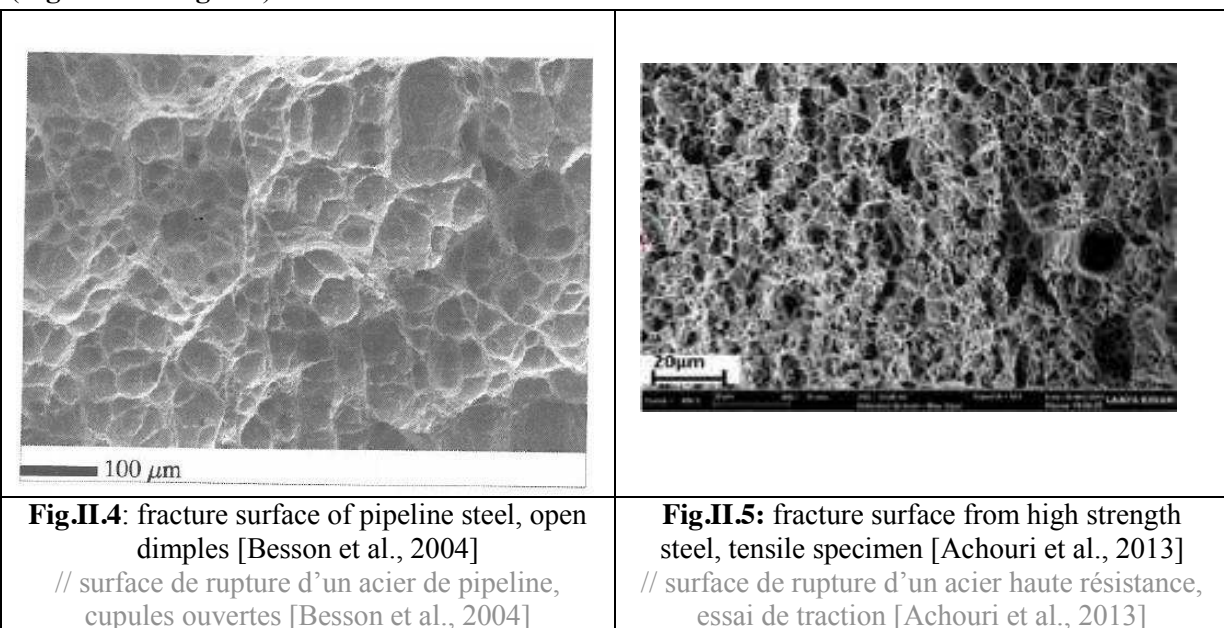 100 µm
20µm
Fig.II.4: fracture surface of pipeline steel, open
dimples [Besson et al., 2004]
// surface de rupture d’un acier de pipeline,
cupules ouvertes [Besson et al., 2004]
Fig.II.5: fracture surface from high strength
steel, tensile specimen [Achouri et al., 2013]
// surface de rupture d’un acier haute résistance,
essai de traction [Achouri et al., 2013]